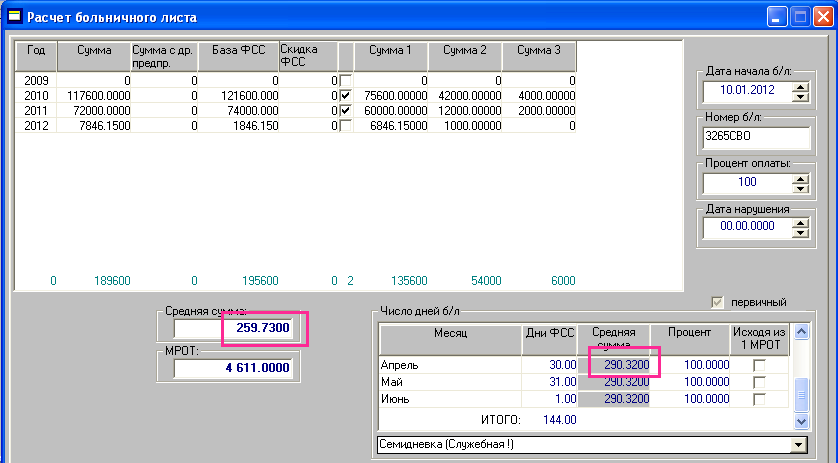 Расчет больничного листа
Год Сумма Сумма с др. предпр. База ФСС Скидка ФСС Сумма 1 Сумма 2 Сумма 3
2009 0 0 0 0 0 0 0
2010 117600.0000 0 121600.000 0 75600.00000 42000.00000 4000.00000
2011 72000.0000 0 74000.000 0 60000.00000 12000.00000 2000.00000
2012 7846.1500 0 1846.150 0 6846.15000 1000.00000 0
0 189600 0 195600 0 2 135600 54000 6000
Дата начала б/л:
10.01.2012
Номер б/л:
3265СВО
Процент оплаты:
100
Дата нарушения
00.00.0000
первичный
Средняя сумма:
259.7300
МРОТ:
4 611.0000
Число дней б/л
Месяц Дни ФСС Средняя сумма Процент Исходя из 1 МРОТ
Апрель 30.00 290.3200 100.0000
Май 31.00 290.3200 100.0000
Июнь 1.00 290.3200 100.0000
ИТОГО: 144.00
Семидневка (Служебная !)